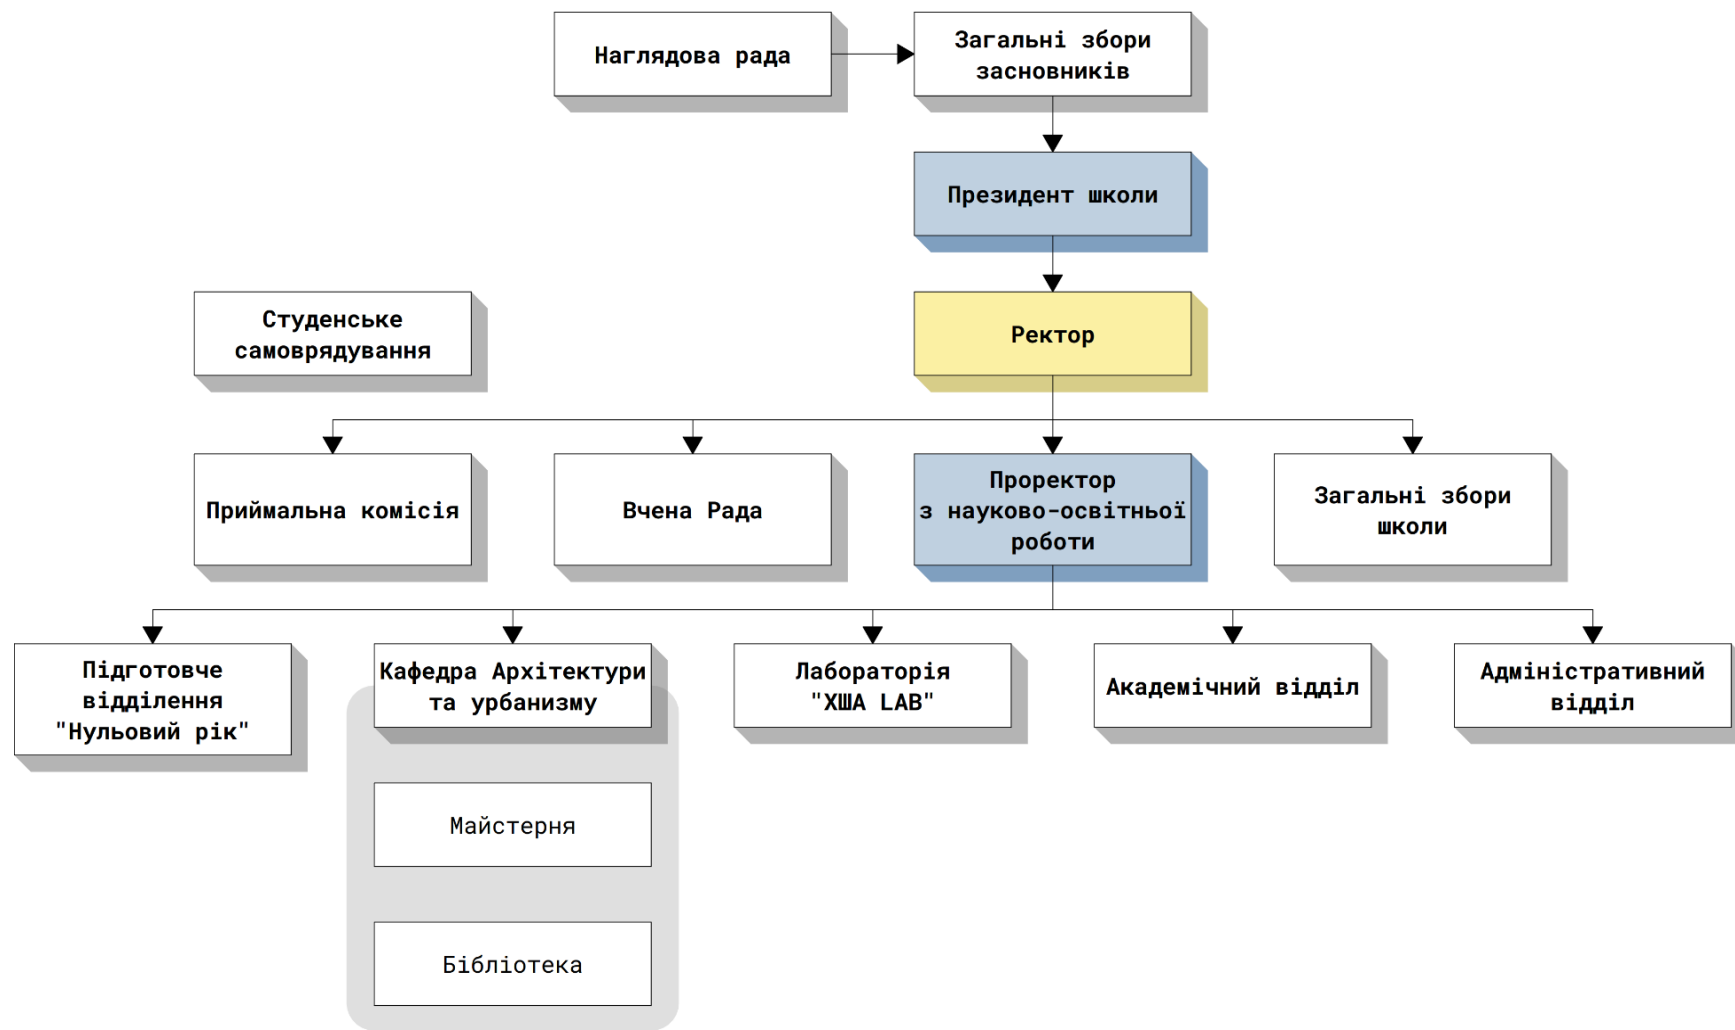 Наглядова рада
Загальні збори
засновників
Президент школи
Студенське
самоврядування
Ректор
Приймальна комісія
Вчена Рада
Проректор
з науково-освітньої
роботи
Загальні збори
школи
Підготовче
відділення
"Нульовий рік"
Кафедра Архітектури
та урбанизму
Лабораторія
"ХША LAB"
Академічний відділ
Адміністративний
відділ
Майстерня
Бібліотека